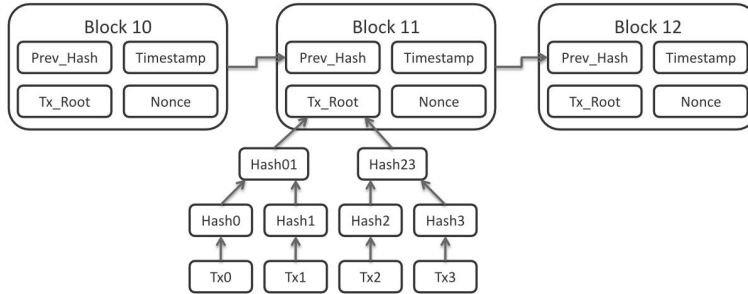 Block 10 Block 11 Block 12
Prev_Hash Timestamp Prev_Hash Timestamp Prev_Hash Timestamp
Tx_Root Nonce Tx_Root Nonce Tx_Root Nonce
Hash01 Hash23
Hash0 Hash1 Hash2 Hash3
Tx0 Tx1 Tx2 Tx3